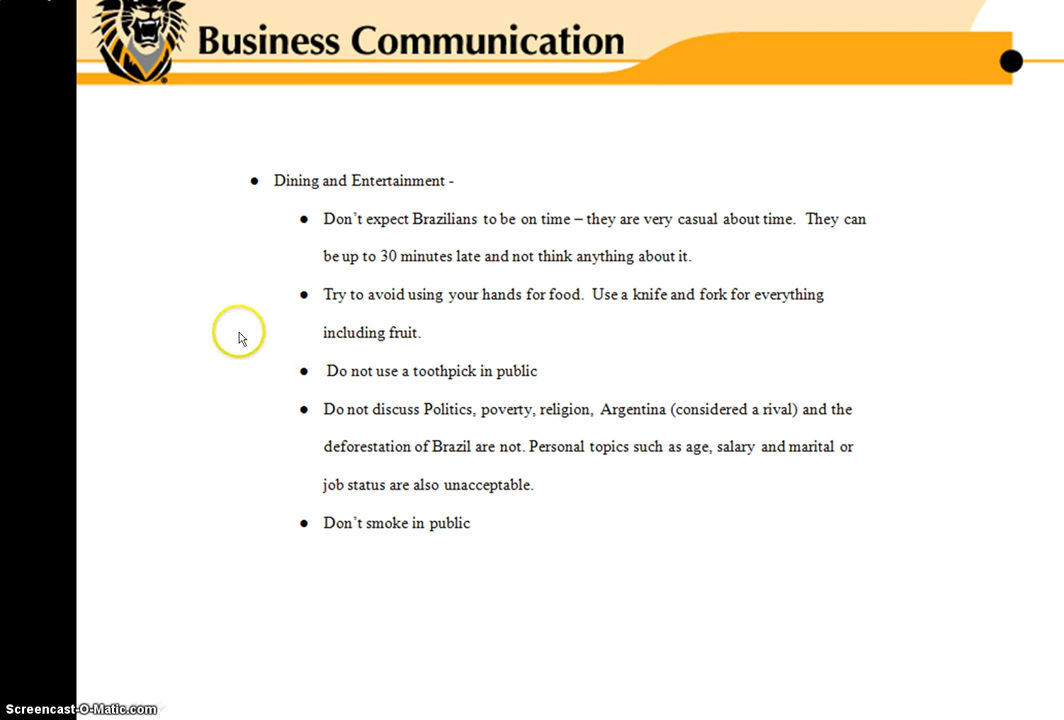 Business Communication
● Dining and Entertainment -
● Don’t expect Brazilians to be on time – they are very casual about time.  They can
be up to 30 minutes late and not think anything about it.
● Try to avoid using your hands for food.  Use a knife and fork for everything
including fruit.
● Do not use a toothpick in public
● Do not discuss Politics, poverty, religion, Argentina (considered a rival) and the
deforestation of Brazil are not. Personal topics such as age, salary and marital or
job status are also unacceptable.
● Don’t smoke in public
Screencast-O-Matic.com